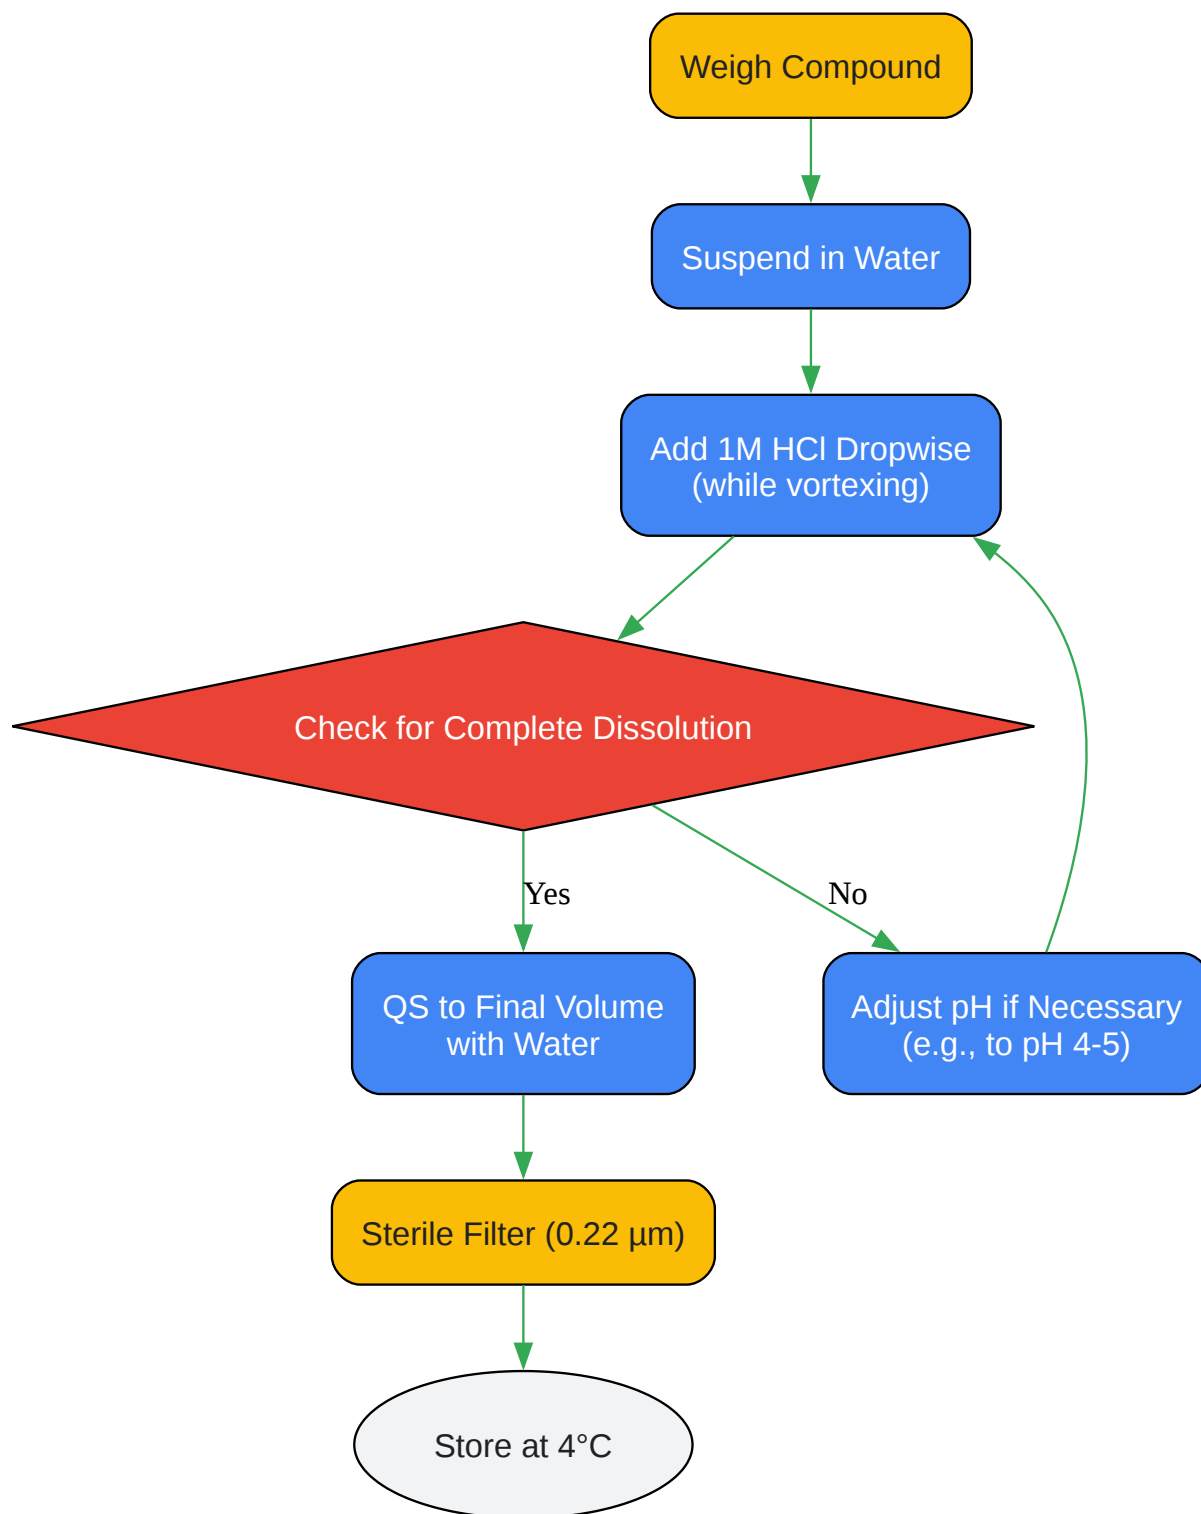 Weigh Compound
Suspend in Water
Add 1M HCl Dropwise
(while vortexing)
Check for Complete Dissolution
Yes
No
QS to Final Volume
with Water
Adjust pH if Necessary
(e.g., to pH 4-5)
Sterile Filter (0.22 µm)
Store at 4°C